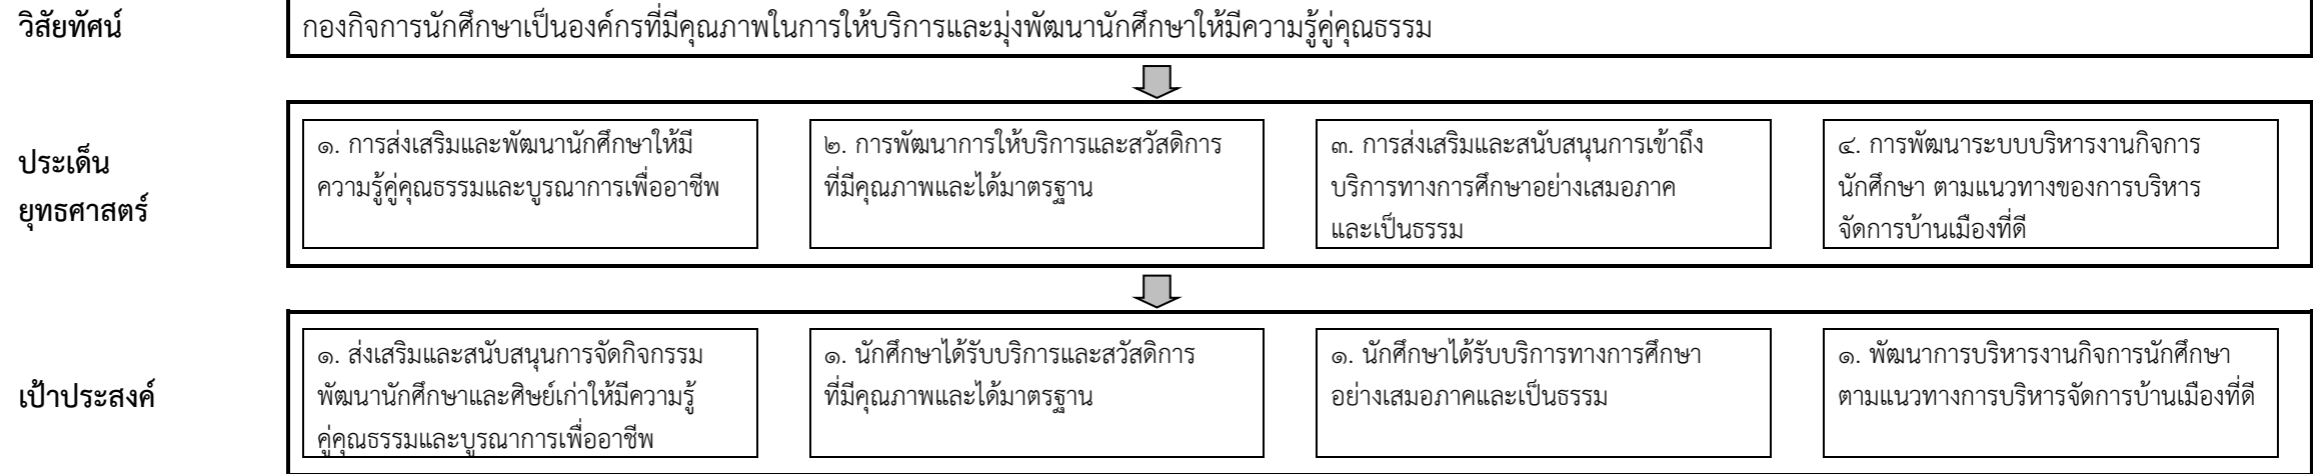 วิสัยทัศน์
กองกิจการนักศึกษาเป็นองค์กรที่มีคุณภาพในการให้บริการและมุ่งพัฒนานักศึกษาให้มีความรู้คู่คุณธรรม
ประเด็น
ยุทธศาสตร์
๑. การส่งเสริมและพัฒนานักศึกษาให้มี
ความรู้คู่คุณธรรมและบูรณาการเพื่ออาชีพ
๒. การพัฒนาการให้บริการและสวัสดิการ
ที่มีคุณภาพและได้มาตรฐาน
๓. การส่งเสริมและสนับสนุนการเข้าถึง
บริการทางการศึกษาอย่างเสมอภาค
และเป็นธรรม
๔. การพัฒนาระบบบริหารงานกิจการ
นักศึกษา ตามแนวทางของการบริหาร
จัดการบ้านเมืองที่ดี
เป้าประสงค์
๑. ส่งเสริมและสนับสนุนการจัดกิจกรรม
พัฒนานักศึกษาและศิษย์เก่าให้มีความรู้
คู่คุณธรรมและบูรณาการเพื่ออาชีพ
๑. นักศึกษาได้รับบริการและสวัสดิการ
ที่มีคุณภาพและได้มาตรฐาน
๑. นักศึกษาได้รับบริการทางการศึกษา
อย่างเสมอภาคและเป็นธรรม
๑. พัฒนาการบริหารงานกิจการนักศึกษา
ตามแนวทางการบริหารจัดการบ้านเมืองที่ดี